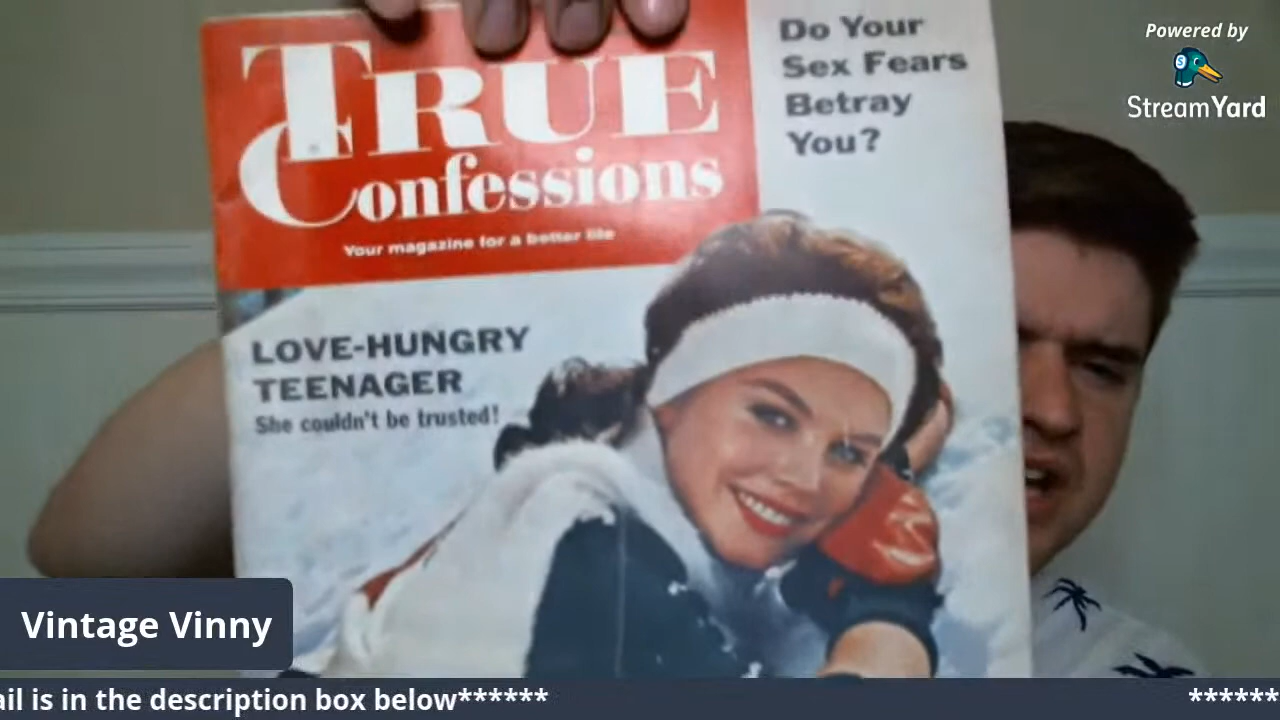 Powered by
StreamYard
TRUE
Confessions
Your magazine for a better life
Do Your
Sex Fears
Betray
You?
LOVE-HUNGRY
TEENAGER
She couldn't be trusted!
Vintage Vinny
ail is in the description box below****** ******